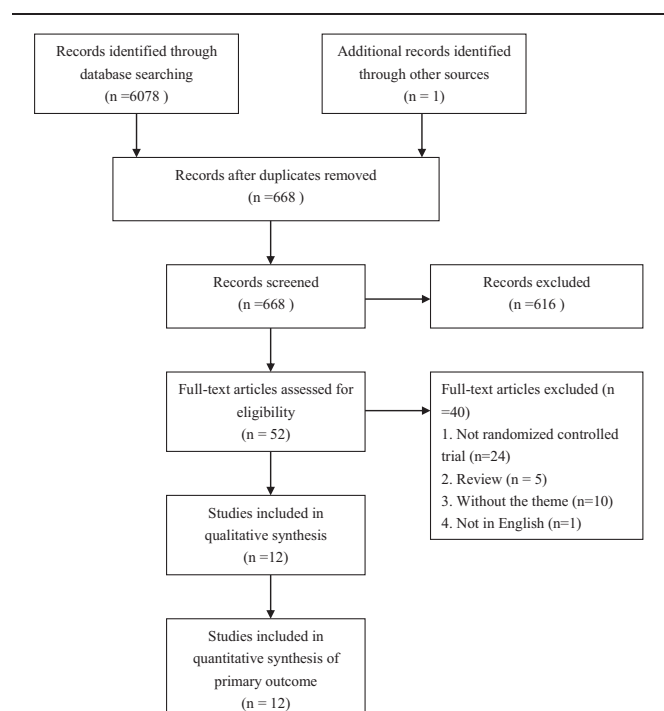 Records identified through
database searching
(n =6078 )
Additional records identified
through other sources
(n = 1)
Records after duplicates removed
(n =668 )
Records screened
(n =668 )
Records excluded
(n =616 )
Full-text articles assessed for
eligibility
(n = 52)
Full-text articles excluded (n
=40)
1. Not randomized controlled
trial (n=24)
2. Review (n = 5)
3. Without the theme (n=10)
4. Not in English (n=1)
Studies included in
qualitative synthesis
(n =12)
Studies included in
quantitative synthesis of
primary outcome
(n = 12)